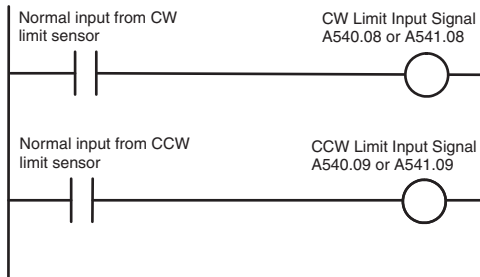 Normal input from CW
limit sensor
CW Limit Input Signal
A540.08 or A541.08
Normal input from CCW
limit sensor
CCW Limit Input Signal
A540.09 or A541.09